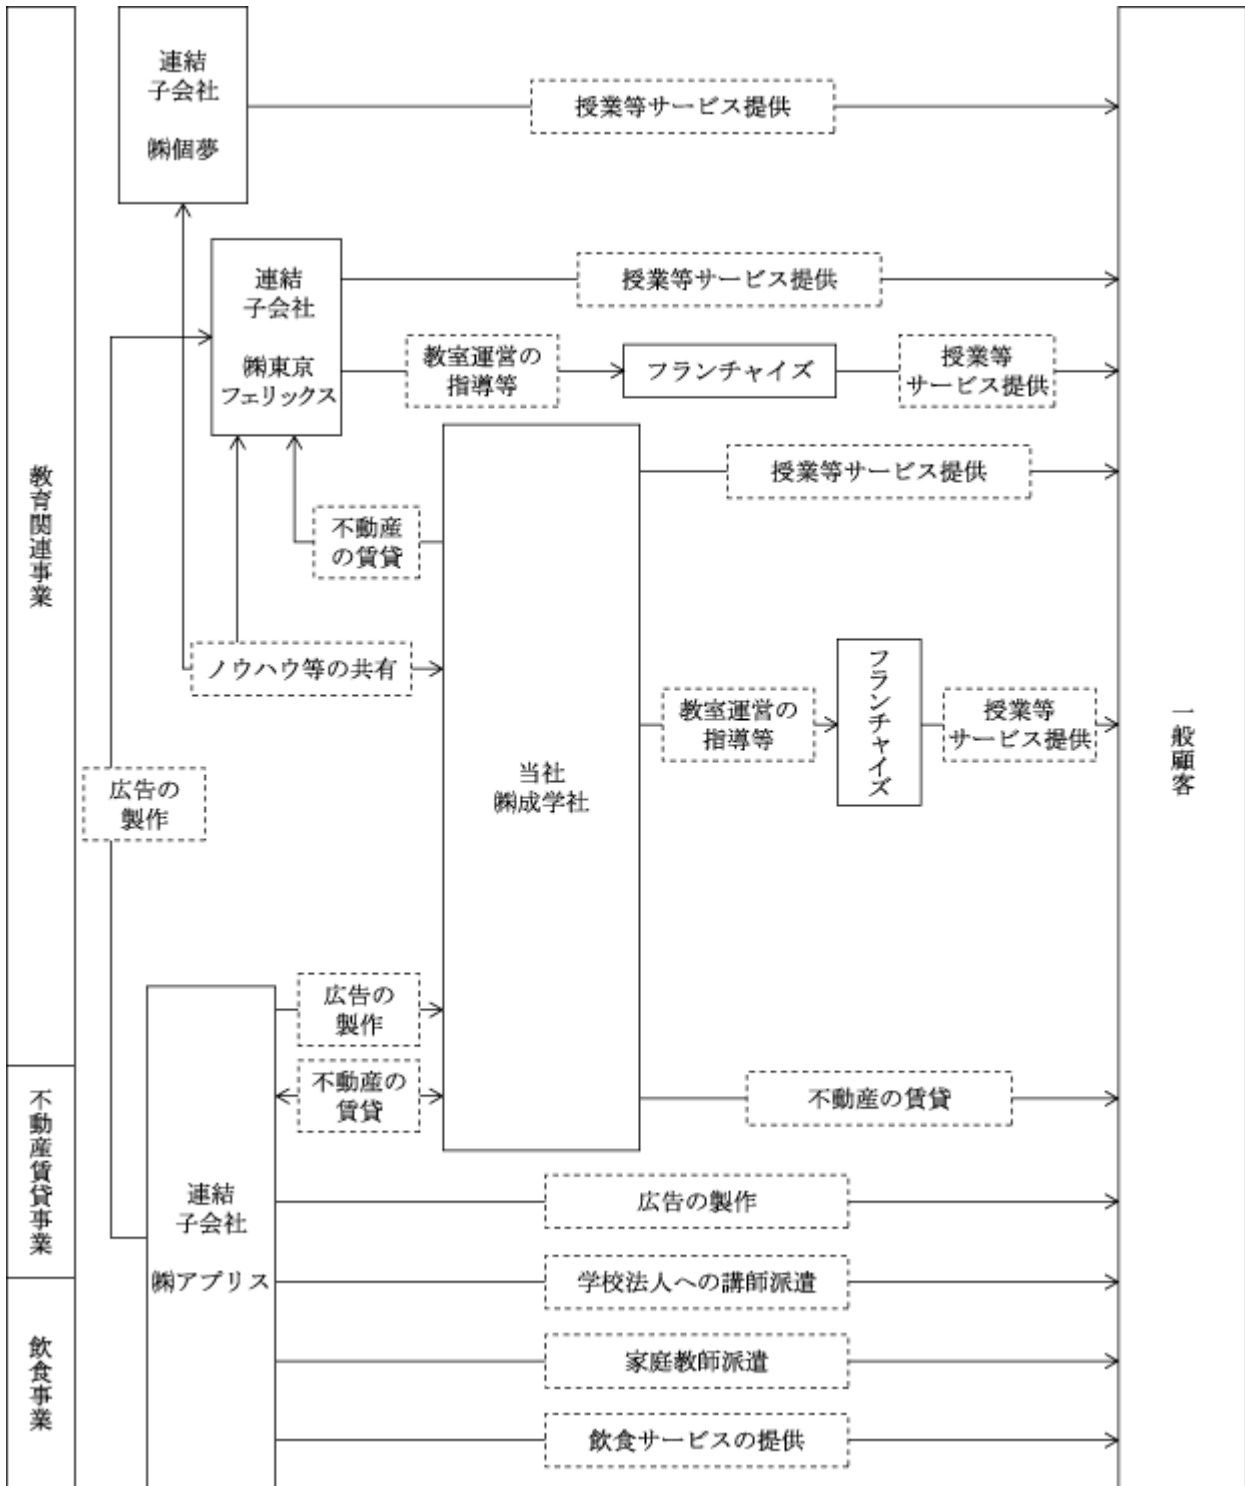 連結
子会社
㈱個夢
授業等サービス提供
連結
子会社
㈱東京
フェリックス
授業等サービス提供
教室運営の
指導等
フランチャイズ
授業等
サービス提供
授業等サービス提供
教育関連事業
不動産
の賃貸
ノウハウ等の共有
当社
㈱成学社
教室運営の
指導等
フランチャイズ
授業等
サービス提供
一般顧客
広告の
製作
広告の
製作
不動産の
賃貸
不動産の賃貸
不動産賃貸事業
連結
子会社
㈱アプリス
広告の製作
学校法人への講師派遣
飲食事業
家庭教師派遣
飲食サービスの提供